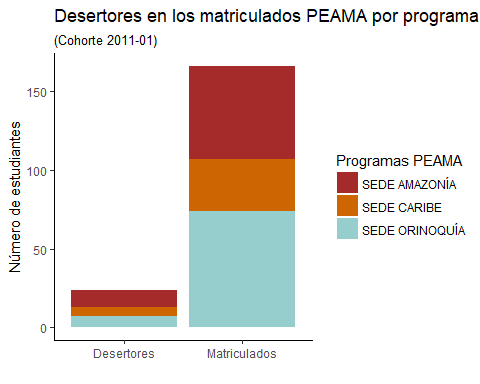 Desertores en los matriculados PEAMA por programa
(Cohorte 2011-01)
Número de estudiantes
150
100
50
0
Desertores
Matriculados
Programas PEAMA
SEDE AMAZONÍA
SEDE CARIBE
SEDE ORINOQUÍA